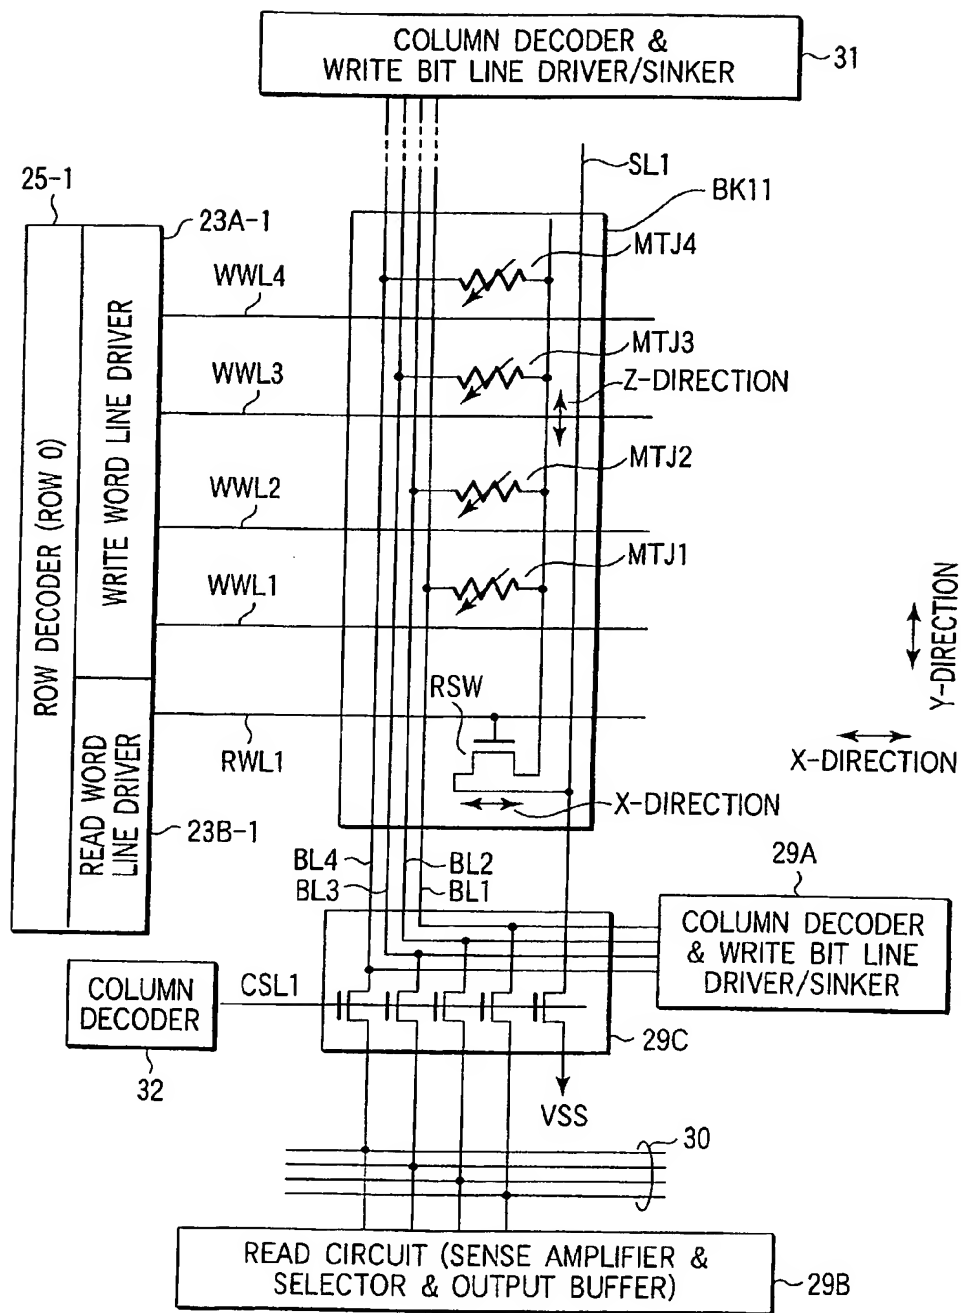 COLUMN DECODER &
WRITE BIT LINE DRIVER/SINKER
31
SL1
25-1
BK11
23A-1
MTJ4
WWL4
MTJ3
WWL3
Z-DIRECTION
ROW DECODER (ROW 0)
WRITE WORD LINE DRIVER
MTJ2
WWL2
MTJ1
WWL1
Y-DIRECTION
RSW
RWL1
X-DIRECTION
READ WORD
LINE DRIVER
X-DIRECTION
23B-1
BL4
BL2
29A
BL3
BL1
COLUMN DECODER
& WRITE BIT LINE
DRIVER/SINKER
COLUMN
DECODER
CSL1
29C
32
VSS
30
READ CIRCUIT (SENSE AMPLIFIER &
SELECTOR & OUTPUT BUFFER)
29B